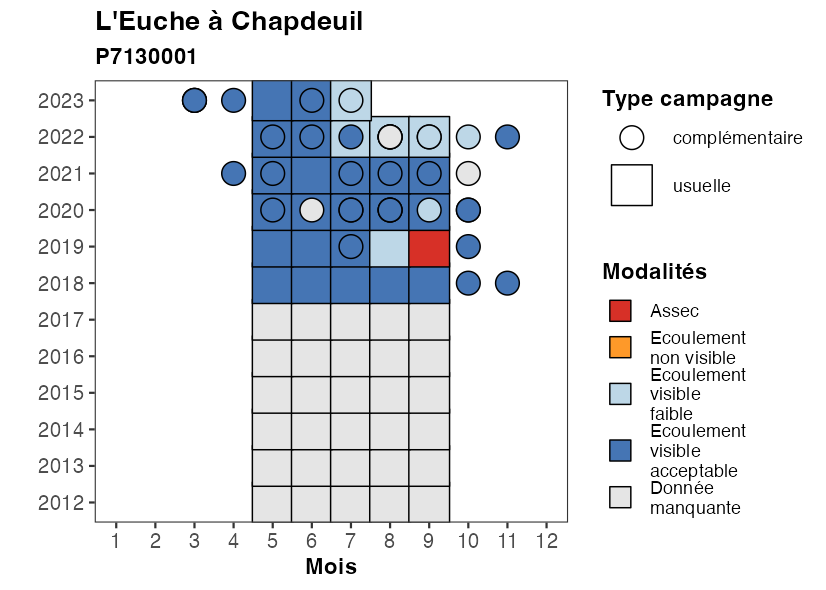 L'Euche à Chapdeuil
P7130001
2023
2022
2021
2020
2019
2018
2017
2016
2015
2014
2013
2012
1 2 3 4 5 6 7 8 9 10 11 12
Mois
Type campagne
complémentaire
usuelle
Modalités
Assec
Ecoulement
non visible
Ecoulement
visible
faible
Ecoulement
visible
acceptable
Donnée
manquante